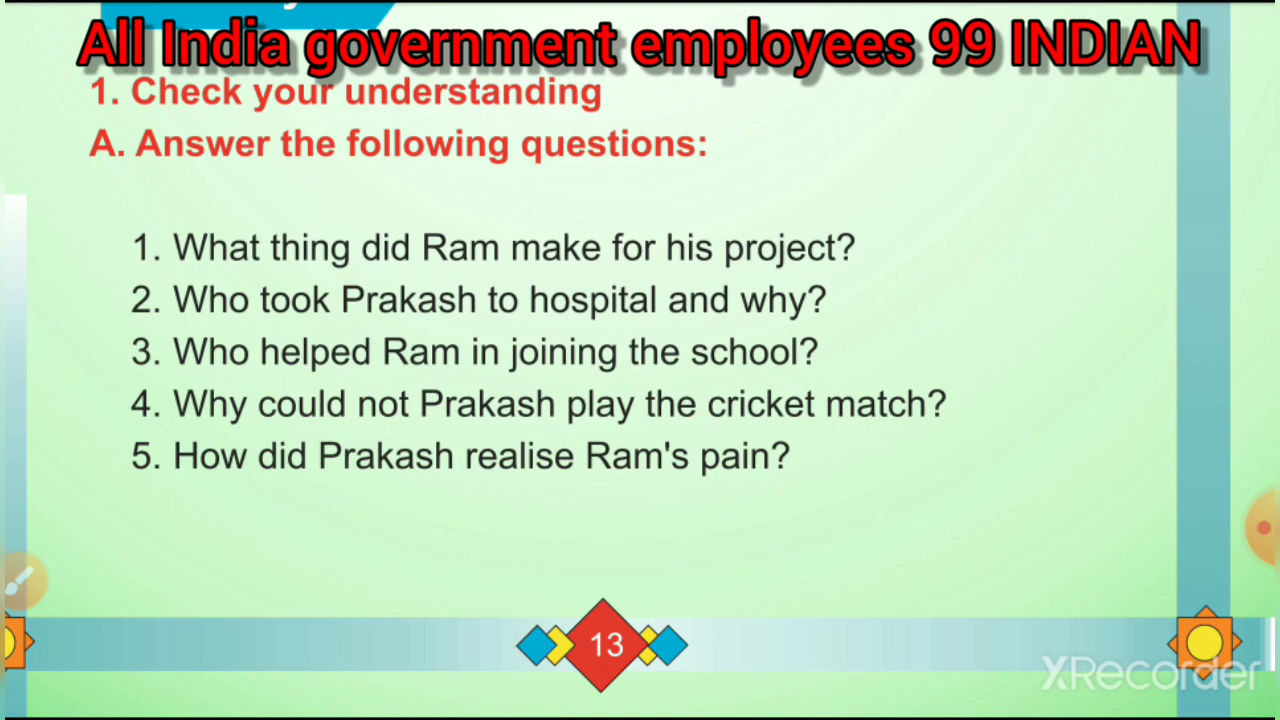 All India government employees 99 INDIAN
1. Check your understanding
A. Answer the following questions:
1. What thing did Ram make for his project?
2. Who took Prakash to hospital and why?
3. Who helped Ram in joining the school?
4. Why could not Prakash play the cricket match?
5. How did Prakash realise Ram's pain?
13
XRecorder